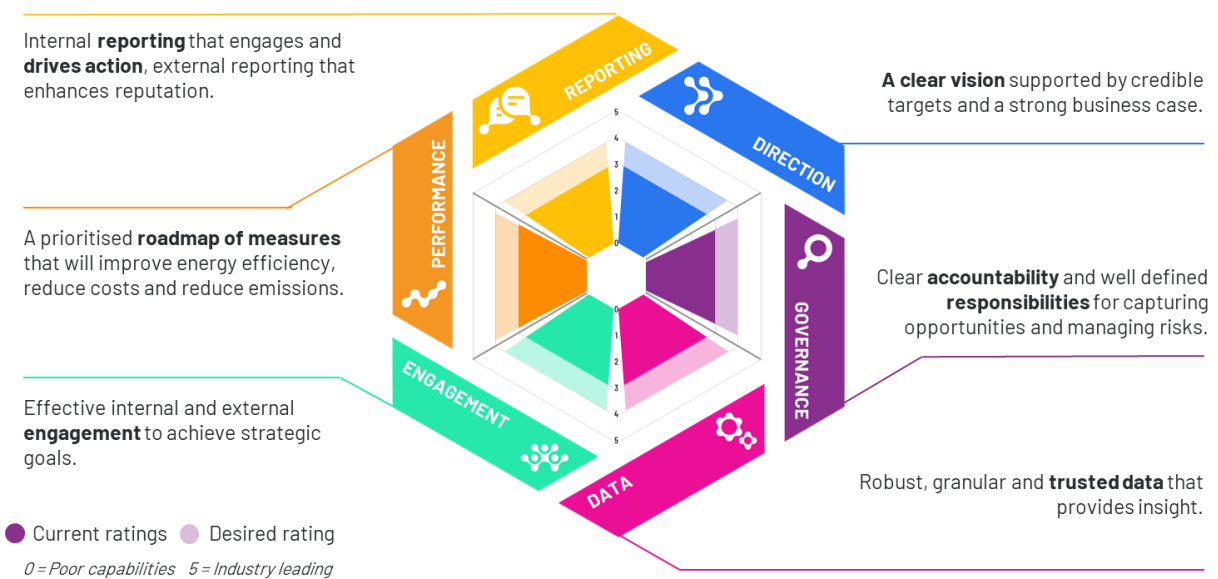 Internal reporting that engages and
drives action, external reporting that
enhances reputation.
REPORTING
DIRECTION
A clear vision supported by credible
targets and a strong business case.
PERFORMANCE
A prioritised roadmap of measures
that will improve energy efficiency,
reduce costs and reduce emissions.
5
4
3
2
1
0
0
1
2
3
4
5
GOVERNANCE
Clear accountability and well defined
responsibilities for capturing
opportunities and managing risks.
ENGAGEMENT
Effective internal and external
engagement to achieve strategic
goals.
DATA
Robust, granular and trusted data that
provides insight.
Current ratings
Desired rating
0 = Poor capabilities 5 = Industry leading